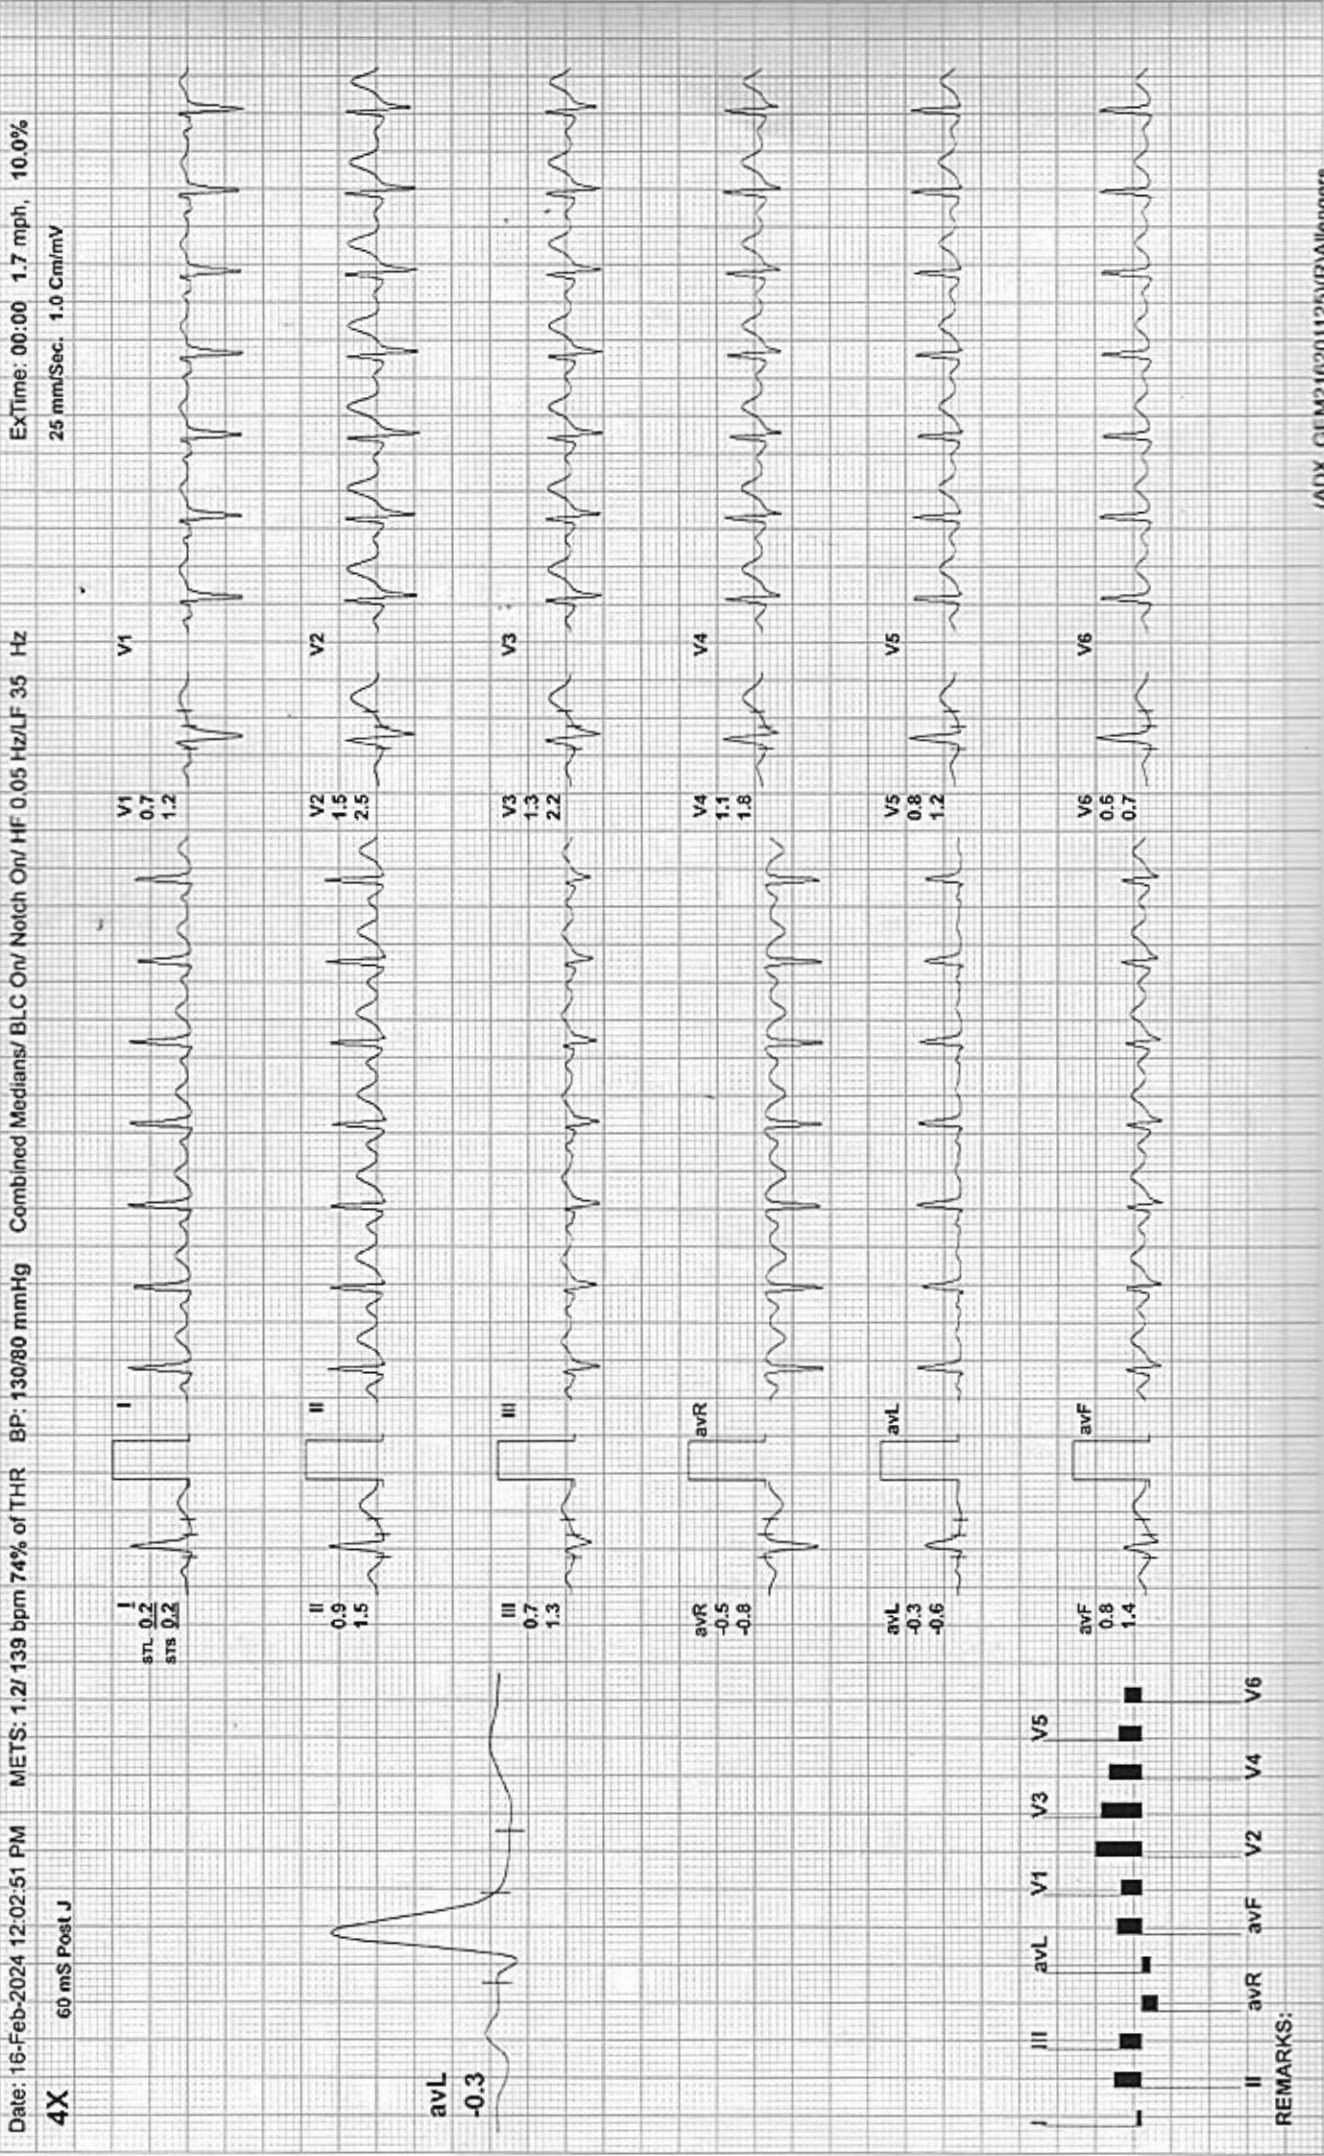 Date: 16-Feb-2024 12:02:51 PM METS: 1.2/ 139 bpm 74% of THR BP: 130/80 mmHg Combined Medians/ BLC On/ Notch On/ HF 0.05 Hz/LF 35 Hz ExTime: 00:00 1.7 mph, 10.0%
4X 60 mS Post J 25 mm/Sec. 1.0 Cm/mV
avL
-0.3
I
STL 0.2
STS 0.2
I
V1
0.7
1.2
V1
II
0.9
1.5
II
V2
1.5
2.5
V2
III
0.7
1.3
III
V3
1.3
2.2
V3
avR
-0.5
-0.8
avR
V4
1.1
1.8
V4
avL
-0.3
-0.6
avL
V5
0.8
1.2
V5
avF
0.8
1.4
avF
V6
0.6
0.7
V6
I III avL V1 V3 V5
II avR avF V2 V4 V6
REMARKS: